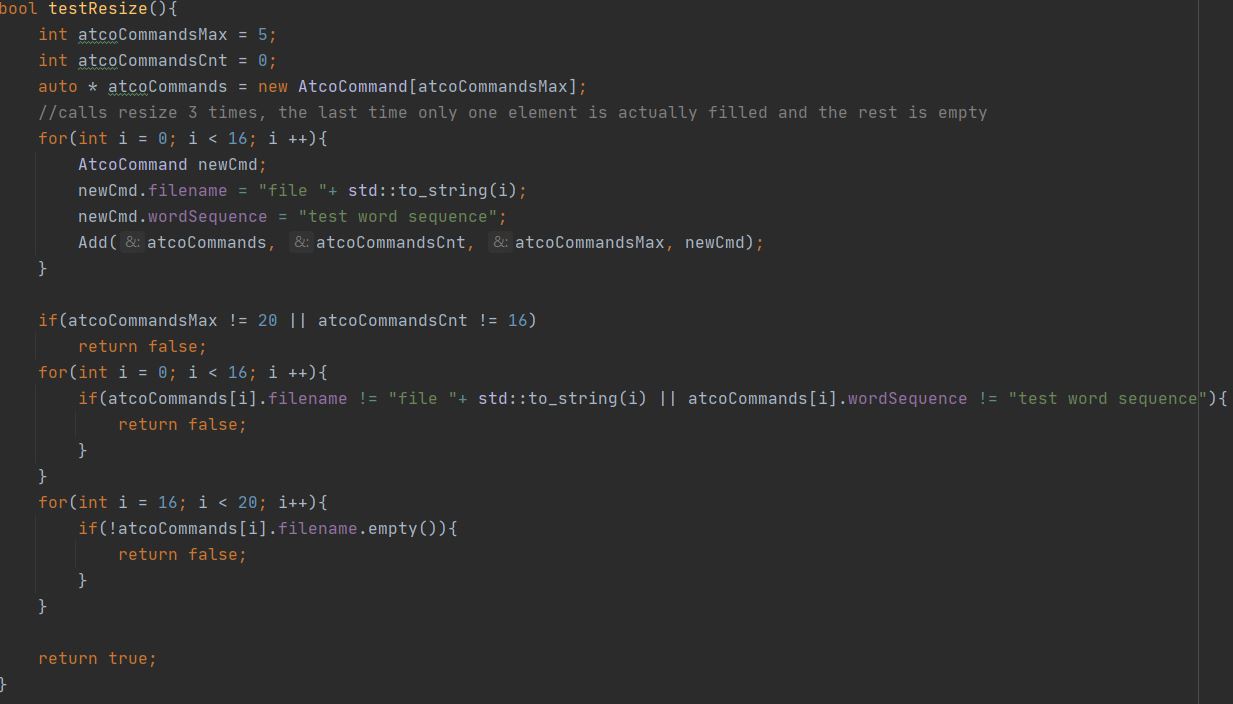 bool testResize(){
    int atcoCommandsMax = 5;
    int atcoCommandsCnt = 0;
    auto * atcoCommands = new AtcoCommand[atcoCommandsMax];
    //calls resize 3 times, the last time only one element is actually filled and the rest is empty
    for(int i = 0; i < 16; i ++){
        AtcoCommand newCmd;
        newCmd.filename = "file "+ std::to_string(i);
        newCmd.wordSequence = "test word sequence";
        Add( &: atcoCommands, &: atcoCommandsCnt, &: atcoCommandsMax, newCmd);
    }
    if(atcoCommandsMax != 20 || atcoCommandsCnt != 16)
        return false;
    for(int i = 0; i < 16; i ++){
        if(atcoCommands[i].filename != "file "+ std::to_string(i) || atcoCommands[i].wordSequence != "test word sequence"){
            return false;
        }
    }
    for(int i = 16; i < 20; i++){
        if(!atcoCommands[i].filename.empty()){
            return false;
        }
    }
    return true;
}